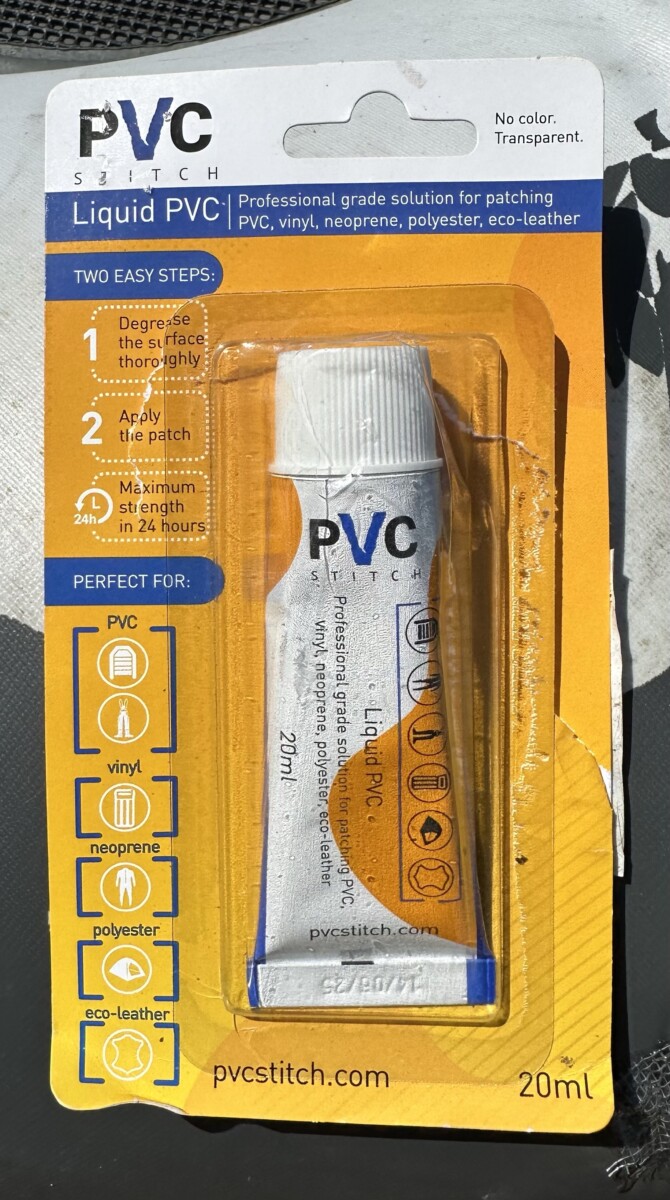 PVC
STITCH
No color.
Transparent.
Liquid PVC
Professional grade solution for patching
PVC, vinyl, neoprene, polyester, eco-leather
TWO EASY STEPS:
1
Degrease
the surface
thoroughly
2
Apply
the patch
24h
Maximum
strength
in 24 hours
PERFECT FOR:
PVC
vinyl
neoprene
polyester
eco-leather
PVC
STITCH
Liquid PVC
Professional grade solution for patching PVC,
vinyl, neoprene, polyester, eco-leather
20ml
pvcstitch.com
14/06/25
pvcstitch.com
20ml